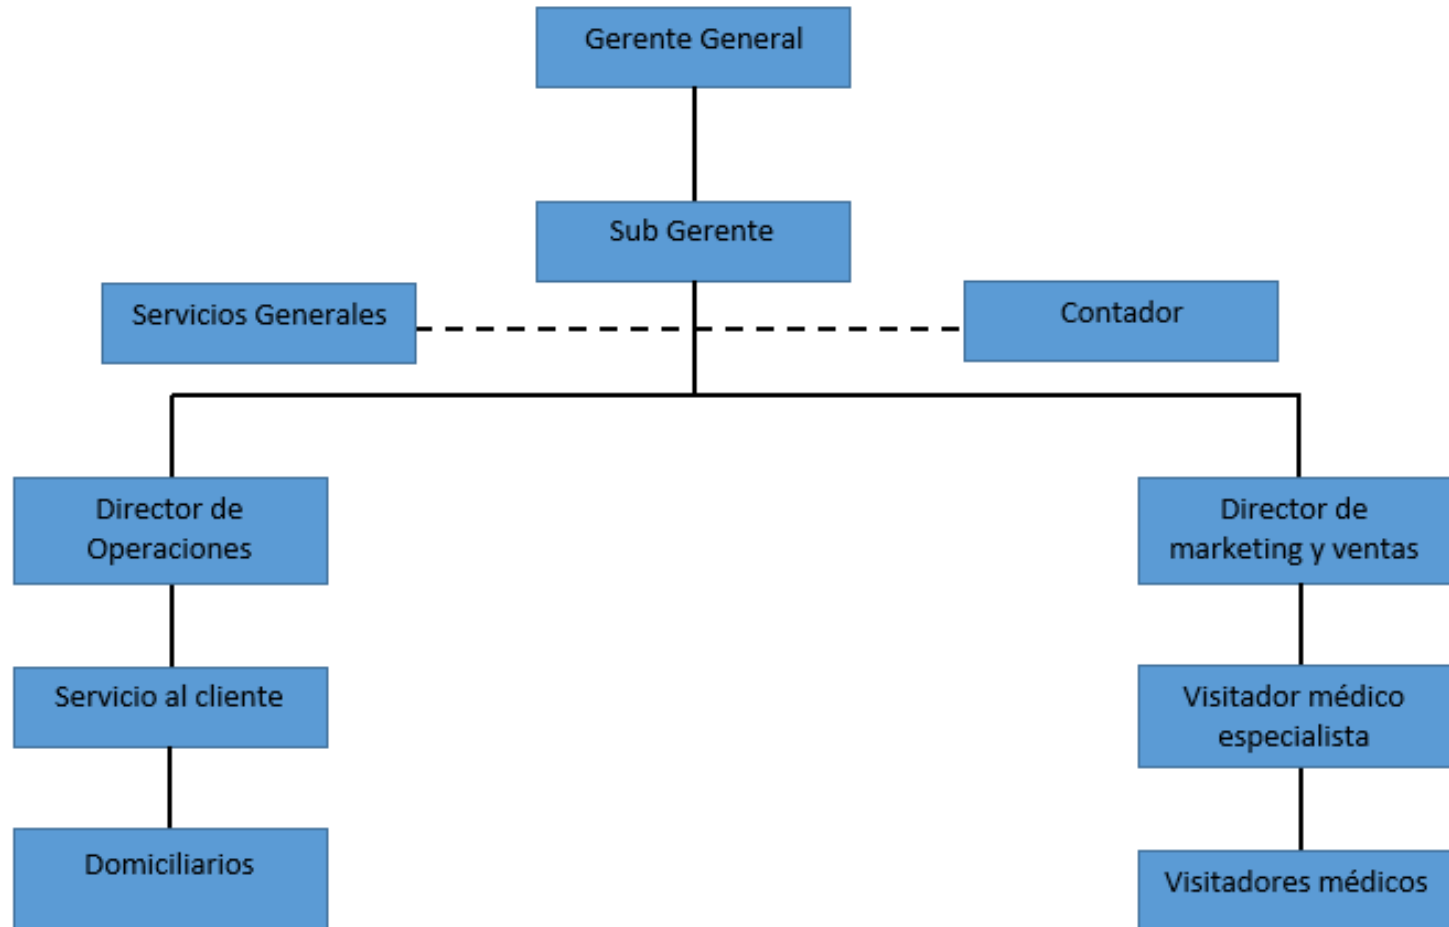 Gerente General
Sub Gerente
Servicios Generales
Contador
Director de
Operaciones
Director de
marketing y ventas
Servicio al cliente
Visitador médico
especialista
Domiciliarios
Visitadores médicos